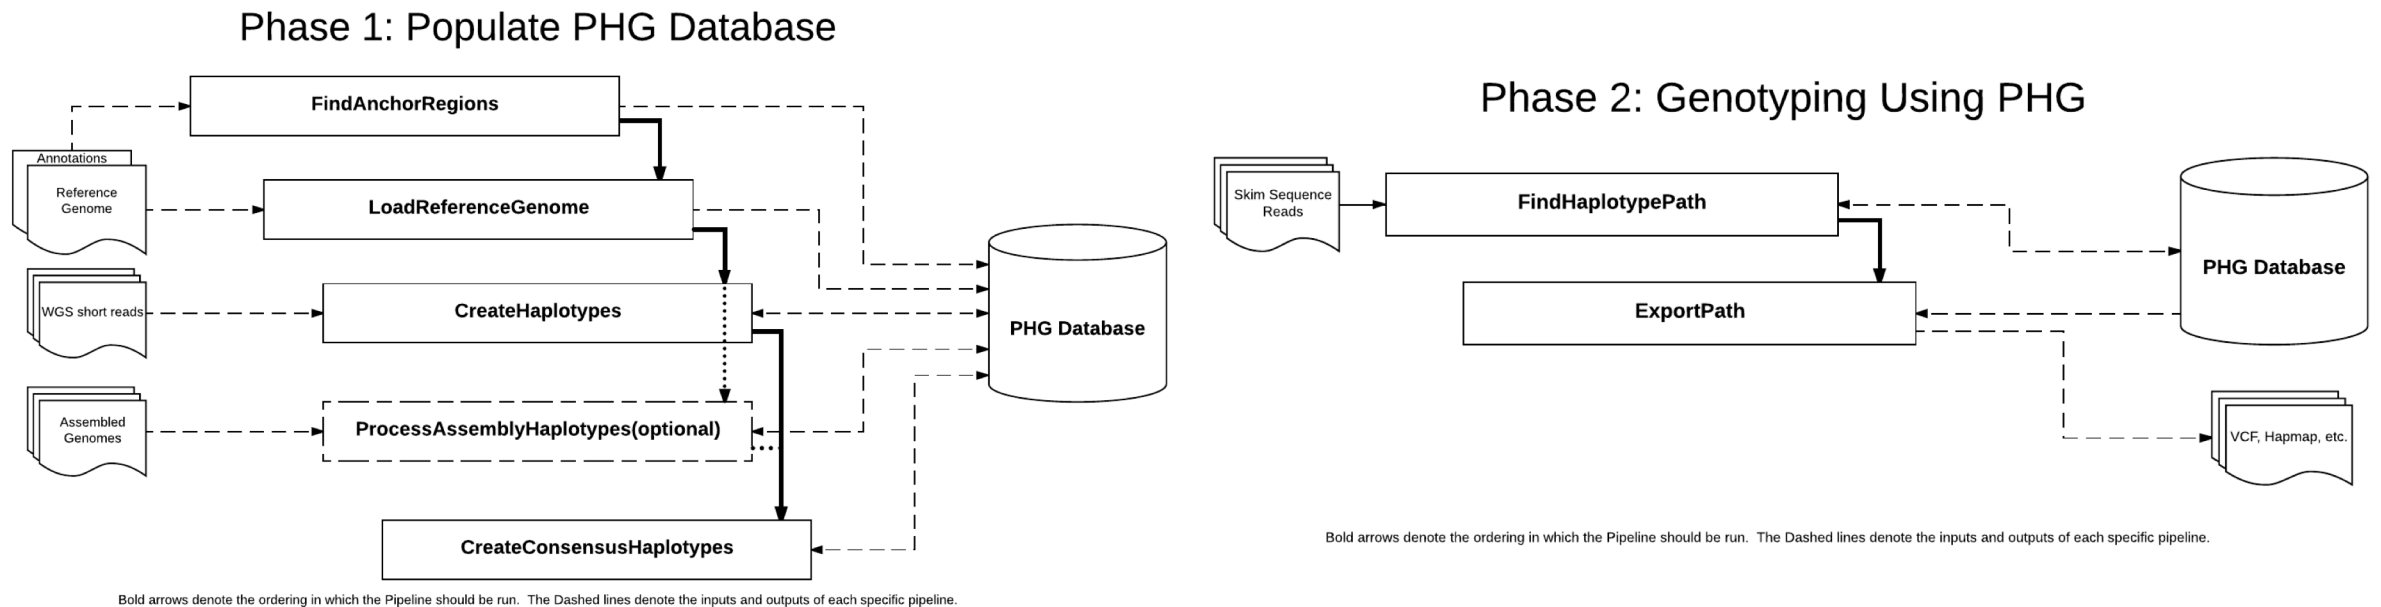 Phase 1: Populate PHG Database
FindAnchorRegions
Annotations
Reference
Genome
LoadReferenceGenome
WGS short reads
CreateHaplotypes
PHG Database
Assembled
Genomes
ProcessAssemblyHaplotypes(optional)
CreateConsensusHaplotypes
Bold arrows denote the ordering in which the Pipeline should be run.  The Dashed lines denote the inputs and outputs of each specific pipeline.
Phase 2: Genotyping Using PHG
Skim Sequence
Reads
FindHaplotypePath
PHG Database
ExportPath
VCF, Hapmap, etc.
Bold arrows denote the ordering in which the Pipeline should be run.  The Dashed lines denote the inputs and outputs of each specific pipeline.